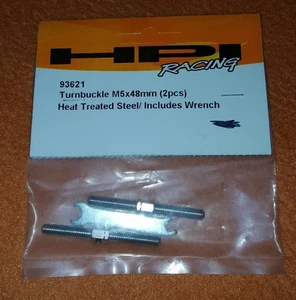 HPI
RACING
93621
Turnbuckle M5x48mm (2pcs)
Heat Treated Steel/ Includes Wrench